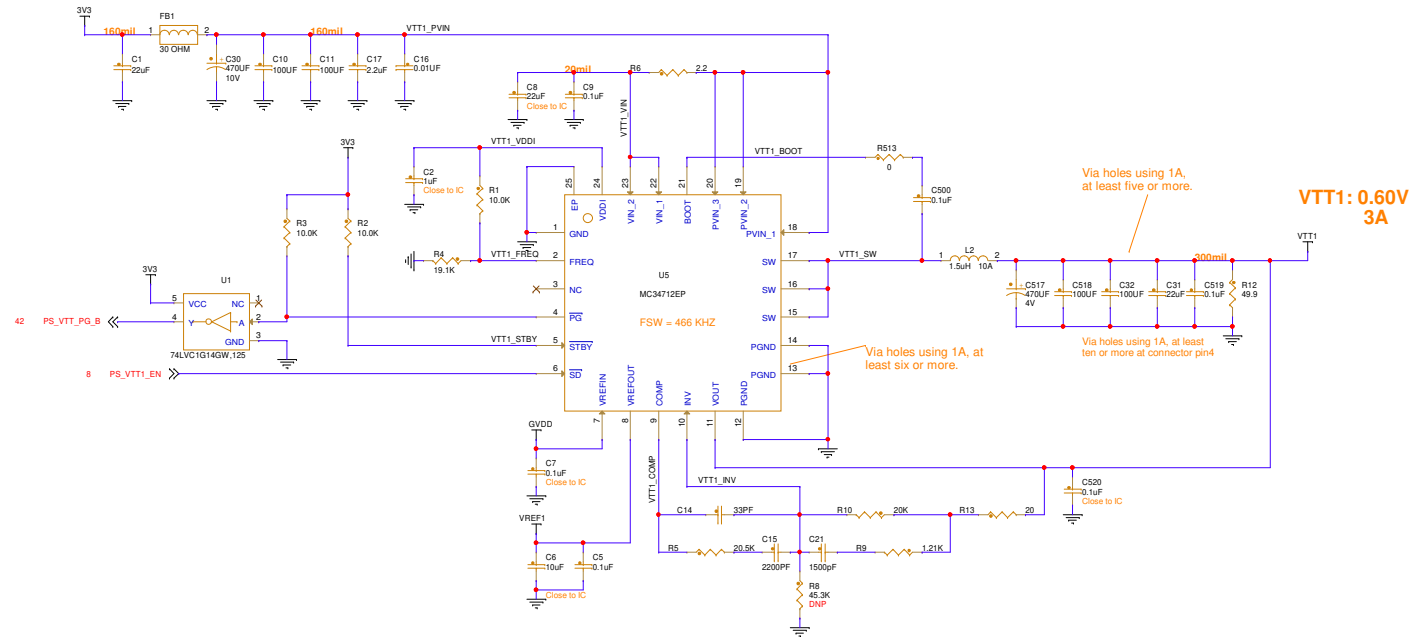 3V3
160mil
FB1
1
2
30 OHM
160mil
VTT1_PVIN
C1
22uF
C30
470UF
10V
C10
100UF
C11
100UF
C17
2.2uF
C16
0.01UF
20mil
R6
2.2
C8
22uF
Close to IC
C9
0.1uF
VTT1_VIN
3V3
VTT1_VDDI
C2
1uF
Close to IC
R1
10.0K
R3
10.0K
R2
10.0K
R4
19.1K
VTT1_FREQ
VTT1_BOOT
R513
0
C500
0.1uF
Via holes using 1A,
at least five or more.
VTT1: 0.60V
3A
VTT1
25
24
23
22
21
20
19
EP
VDDI
VIN_2
VIN_1
BOOT
PVIN_3
PVIN_2
1
GND
2
FREQ
3
NC
4
PG
5
STBY
6
SD
PVIN_1
18
SW
17
SW
16
SW
15
PGND
14
PGND
13
U5
MC34712EP
FSW = 466 KHZ
VREFIN
VREFOUT
COMP
INV
VOUT
PGND
7
8
9
10
11
12
VTT1_SW
1
L2
2
1.5uH
10A
300mil
C517
470UF
4V
C518
100UF
C32
100UF
C31
22uF
C519
0.1uF
R12
49.9
Via holes using 1A, at least
ten or more at connector pin4
Via holes using 1A, at
least six or more.
3V3
U1
5
VCC
NC
1
4
Y
A
2
GND
3
74LVC1G14GW,125
42
PS_VTT_PG_B
8
PS_VTT1_EN
VTT1_STBY
GVDD
C7
0.1uF
Close to IC
VREF1
C6
10uF
C5
0.1uF
Close to IC
VTT1_COMP
VTT1_INV
C14
33PF
R10
20K
R13
20
C520
0.1uF
Close to IC
R5
20.5K
C15
2200PF
C21
1500pF
R9
1.21K
R8
45.3K
DNP